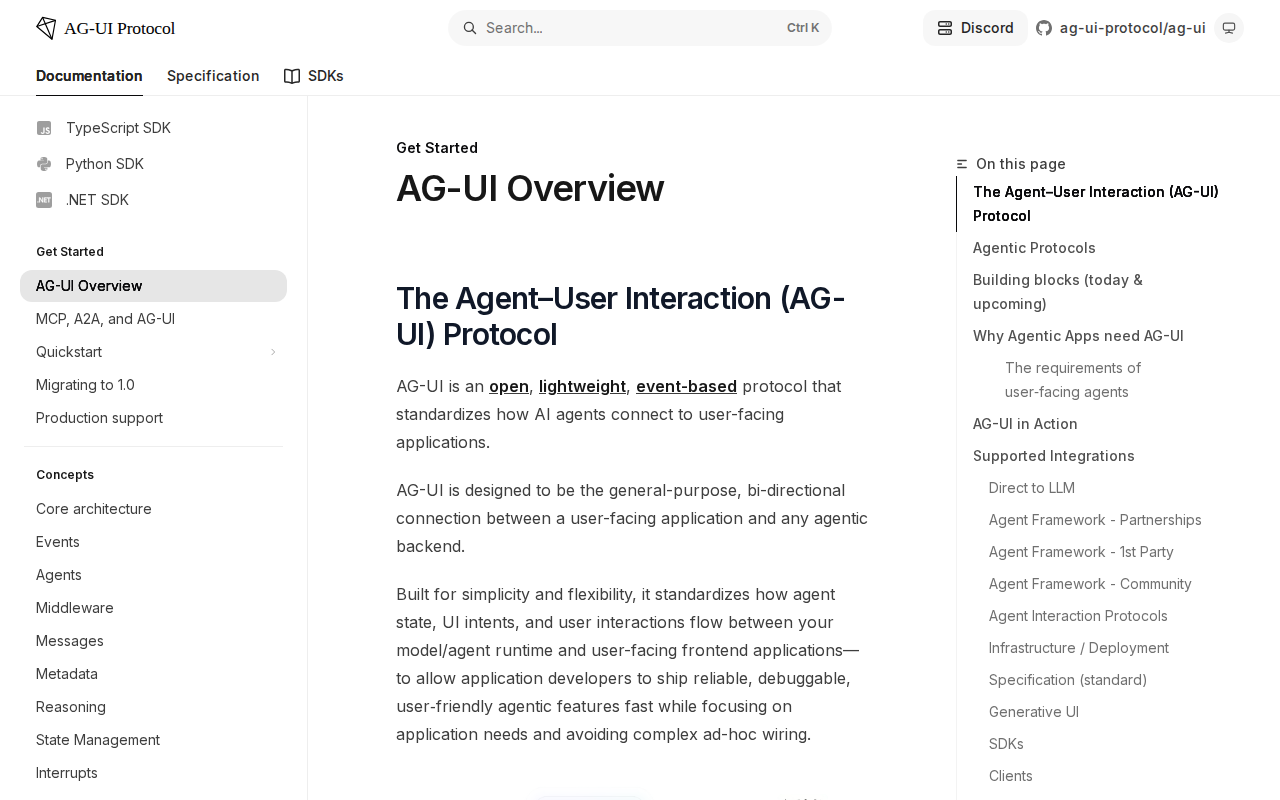 AG-UI Protocol
Search...
Ctrl K
Discord
ag-ui-protocol/ag-ui
Documentation
Specification
SDKs
TypeScript SDK
Python SDK
.NET SDK
Get Started
AG-UI Overview
MCP, A2A, and AG-UI
Quickstart
Migrating to 1.0
Production support
Concepts
Core architecture
Events
Agents
Middleware
Messages
Metadata
Reasoning
State Management
Interrupts
Get Started
AG-UI Overview
The Agent–User Interaction (AG-
UI) Protocol
AG-UI is an open, lightweight, event-based protocol that
standardizes how AI agents connect to user-facing
applications.
AG-UI is designed to be the general-purpose, bi-directional
connection between a user-facing application and any agentic
backend.
Built for simplicity and flexibility, it standardizes how agent
state, UI intents, and user interactions flow between your
model/agent runtime and user-facing frontend applications—
to allow application developers to ship reliable, debuggable,
user-friendly agentic features fast while focusing on
application needs and avoiding complex ad-hoc wiring.
On this page
The Agent–User Interaction (AG-UI)
Protocol
Agentic Protocols
Building blocks (today &
upcoming)
Why Agentic Apps need AG-UI
The requirements of
user-facing agents
AG-UI in Action
Supported Integrations
Direct to LLM
Agent Framework - Partnerships
Agent Framework - 1st Party
Agent Framework - Community
Agent Interaction Protocols
Infrastructure / Deployment
Specification (standard)
Generative UI
SDKs
Clients